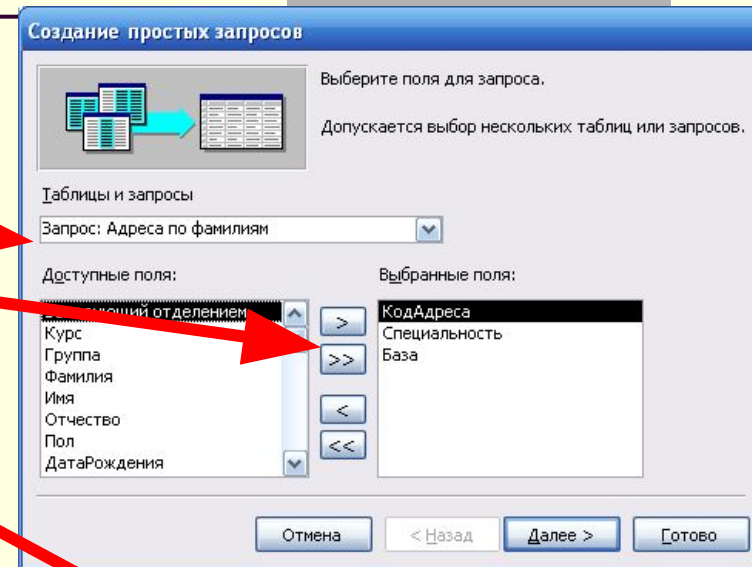 Создание простых запросов
Выберите поля для запроса.
Допускается выбор нескольких таблиц или запросов.
Таблицы и запросы
Запрос: Адреса по фамилиям
Доступные поля:
Выбранные поля:
отделением
Курс
Группа
Фамилия
Имя
Отчество
Пол
ДатаРождения
>
>>
<
<<
КодАдреса
Специальность
База
Отмена
< Назад
Далее >
Готово